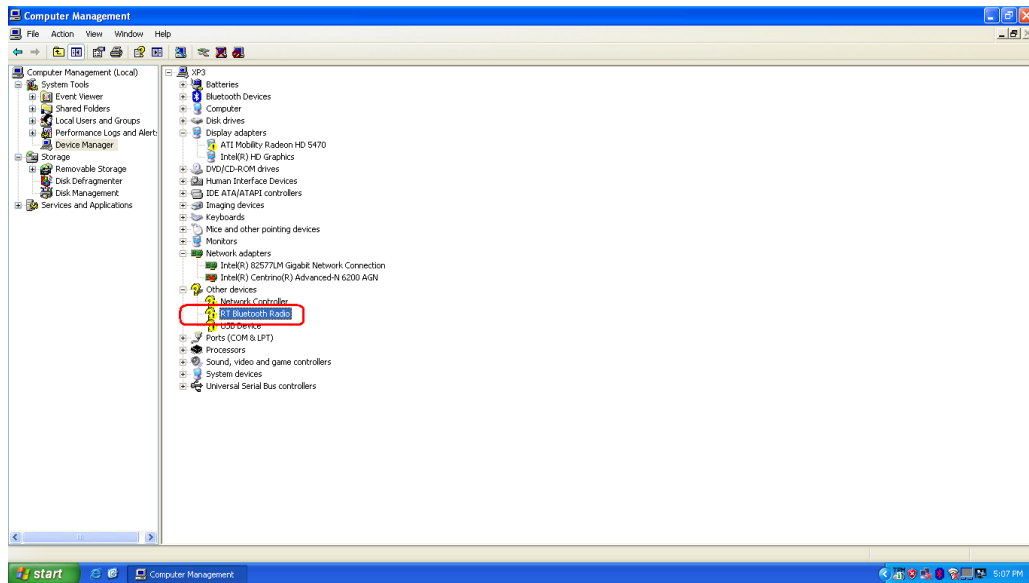 Computer Management
File Action View Window Help
Computer Management (Local)
System Tools
Event Viewer
Shared Folders
Local Users and Groups
Performance Logs and Alert:
Device Manager
Storage
Removable Storage
Disk Defragmenter
Disk Management
Services and Applications
XP3
Batteries
Bluetooth Devices
Computer
Disk drives
Display adapters
ATI Mobility Radeon HD 5470
Intel(R) HD Graphics
DVD/CD-ROM drives
Human Interface Devices
IDE ATA/ATAPI controllers
Imaging devices
Keyboards
Mice and other pointing devices
Monitors
Network adapters
Intel(R) 82577LM Gigabit Network Connection
Intel(R) Centrino(R) Advanced-N 6200 AGN
Other devices
Network Controller
RT Bluetooth Radio
USB Device
Ports (COM & LPT)
Processors
Sound, video and game controllers
System devices
Universal Serial Bus controllers
start
Computer Management
5:07 PM